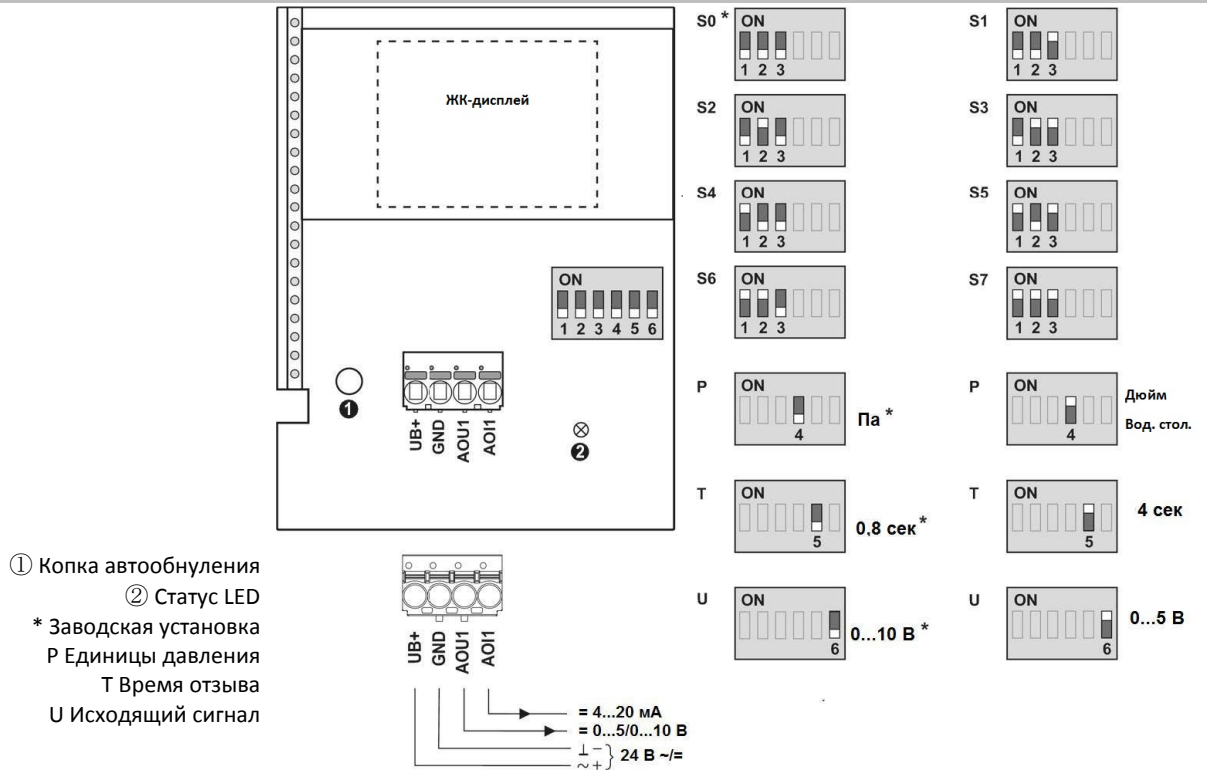 S0 * ON
1 2 3
S1 ON
1 2 3
ЖК-дисплей
S2 ON
1 2 3
S3 ON
1 2 3
S4 ON
1 2 3
S5 ON
1 2 3
S6 ON
1 2 3
S7 ON
1 2 3
ON
1 2 3 4 5 6
❶
UB+
GND
AOU1
AOI1
❷
P ON
4
Па *
P ON
4
Дюйм
Вод. стол.
T ON
5
0,8 сек *
T ON
5
4 сек
U ON
6
0...10 В *
U ON
6
0...5 В
① Копка автообнуления
② Статус LED
* Заводская установка
P Единицы давления
T Время отзыва
U Исходящий сигнал
UB+
GND
AOU1
AOI1
= 4...20 мА
= 0...5/0...10 В
⊥ −
~ +
} 24 В ~/=